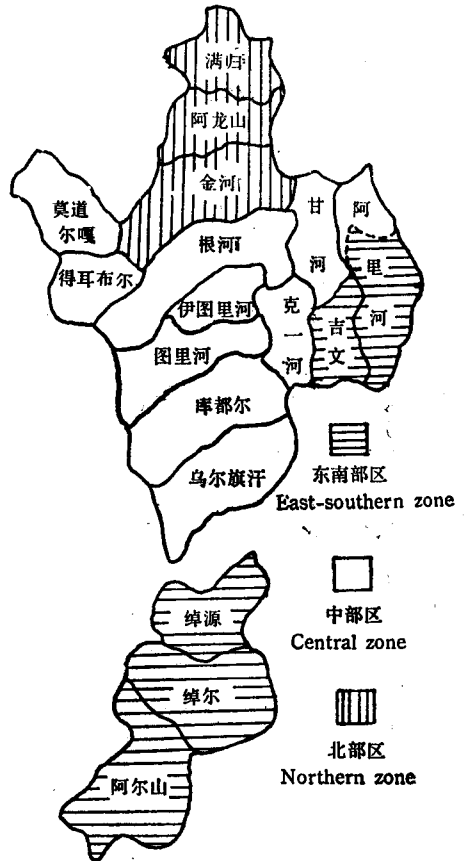 满归
阿龙山
金河
莫道
尔嘎
得耳布尔
根河
甘
河
阿
里
河
伊图里河
克
一
河
吉
文
图里河
库都尔
乌尔旗汗
东南部区
East-southern zone
绰源
中部区
Central zone
绰尔
北部区
Northern zone
阿尔山